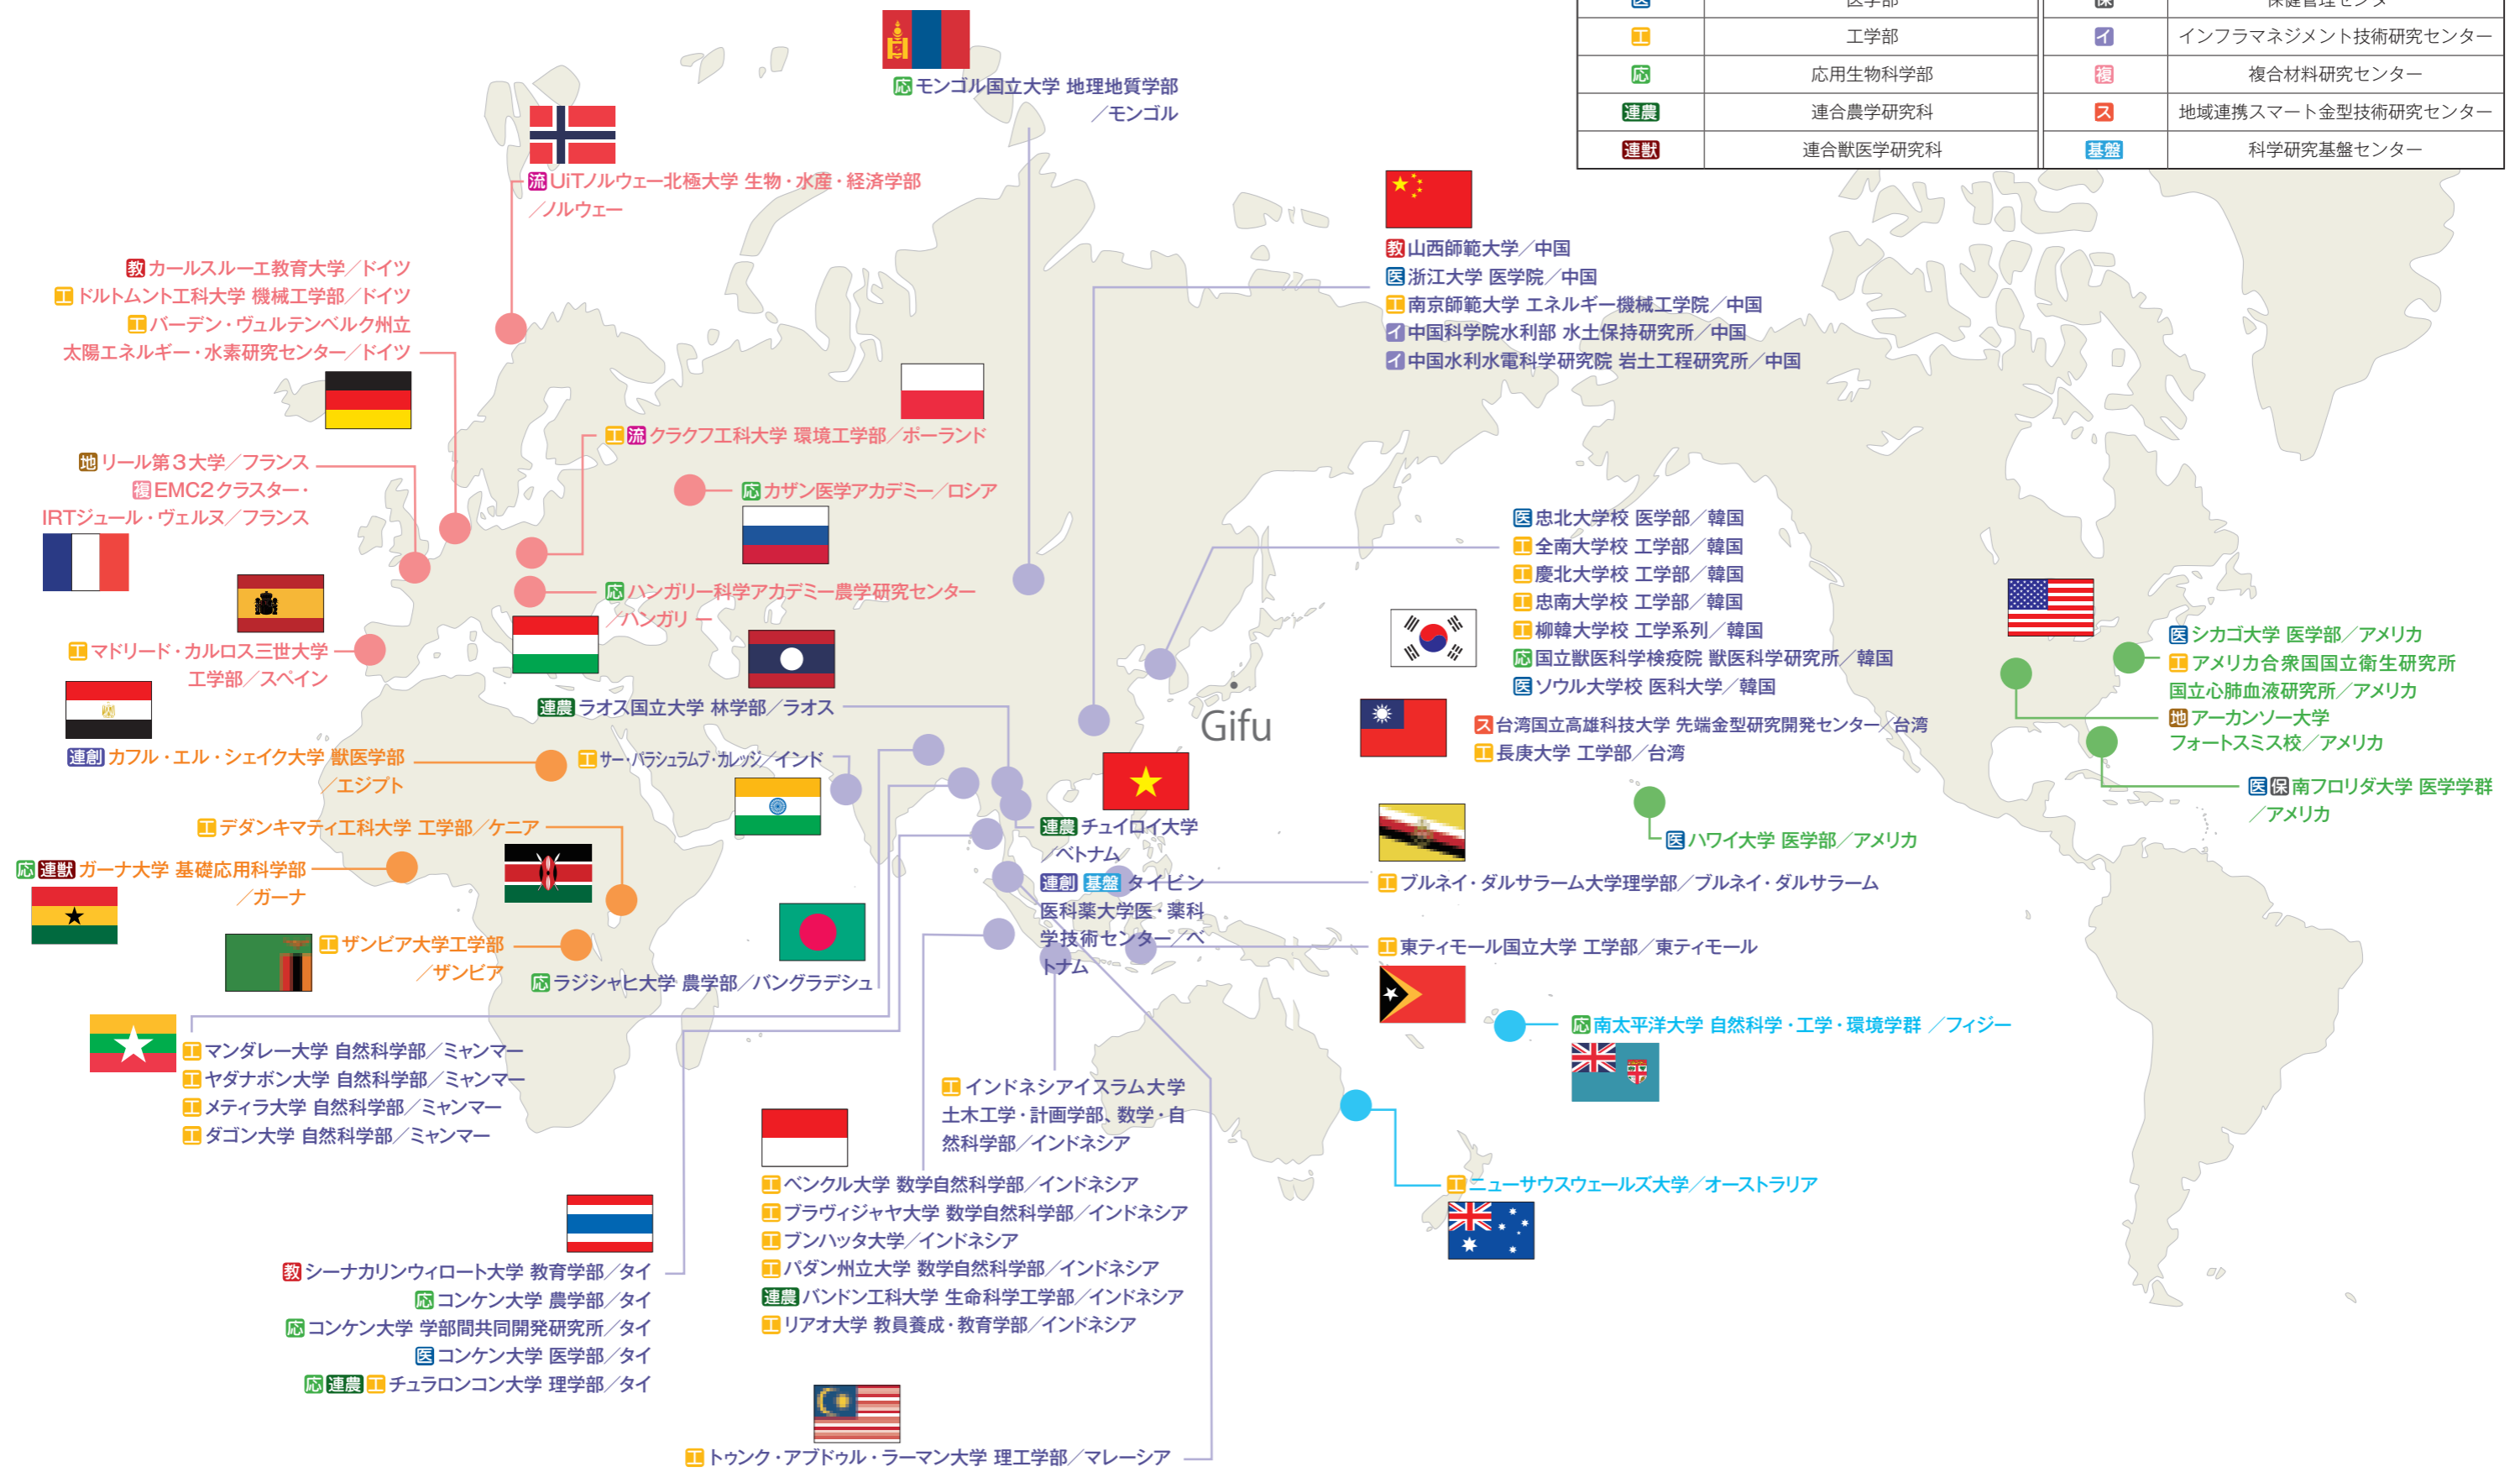 医 医学部 保 保健管理センター
工 工学部 イ インフラマネジメント技術研究センター
応 応用生物科学部 複 複合材料研究センター
連農 連合農学研究科 ス 地域連携スマート金型技術研究センター
連獣 連合獣医学研究科 基盤 科学研究基盤センター
応 モンゴル国立大学 地理地質学部
／モンゴル
流 UiTノルウェー北極大学 生物・水産・経済学部
／ノルウェー
教 カールスルーエ教育大学／ドイツ
工 ドルトムント工科大学 機械工学部／ドイツ
工 バーデン・ヴュルテンベルク州立
太陽エネルギー・水素研究センター／ドイツ
教 山西師範大学／中国
医 浙江大学 医学院／中国
工 南京師範大学 エネルギー機械工学院／中国
イ 中国科学院水利部 水土保持研究所／中国
イ 中国水利水電科学研究院 岩土工程研究所／中国
工 流 クラクフ工科大学 環境工学部／ポーランド
地 リール第３大学／フランス
複 EMC2クラスター・
IRTジュール・ヴェルヌ／フランス
応 カザン医学アカデミー／ロシア
応 ハンガリー科学アカデミー農学研究センター
／ハンガリ ー
工 マドリード・カルロス三世大学
工学部／スペイン
医 忠北大学校 医学部／韓国
工 全南大学校 工学部／韓国
工 慶北大学校 工学部／韓国
工 忠南大学校 工学部／韓国
工 柳韓大学校 工学系列／韓国
応 国立獣医科学検疫院 獣医科学研究所／韓国
医 ソウル大学校 医科大学／韓国
Gifu
医 シカゴ大学 医学部／アメリカ
工 アメリカ合衆国国立衛生研究所
国立心肺血液研究所／アメリカ
地 アーカンソー大学
フォートスミス校／アメリカ
医 保 南フロリダ大学 医学学群
／アメリカ
医 ハワイ大学 医学部／アメリカ
ス 台湾国立高雄科技大学 先端金型研究開発センター／台湾
工 長庚大学 工学部／台湾
連農 ラオス国立大学 林学部／ラオス
連創 カフル・エル・シェイク大学 獣医学部
／エジプト
工 サー・パラシュラムブ・カレッジ／インド
工 デダンキマティ工科大学 工学部／ケニア
応 連獣 ガーナ大学 基礎応用科学部
／ガーナ
工 ザンビア大学工学部
／ザンビア
応 ラジシャヒ大学 農学部／バングラデシュ
連農 チュイロイ大学
／ベトナム
連創 基盤 タイビン
医科薬大学医・薬科
学技術センター／ベ
トナム
工 ブルネイ・ダルサラーム大学理学部／ブルネイ・ダルサラーム
工 東ティモール国立大学 工学部／東ティモール
応 南太平洋大学 自然科学・工学・環境学群 ／フィジー
工 ニューサウスウェールズ大学／オーストラリア
工 マンダレー大学 自然科学部／ミャンマー
工 ヤダナボン大学 自然科学部／ミャンマー
工 メティラ大学 自然科学部／ミャンマー
工 ダゴン大学 自然科学部／ミャンマー
工 インドネシアイスラム大学
土木工学・計画学部、数学・自
然科学部／インドネシア
工 ベンクル大学 数学自然科学部／インドネシア
工 ブラヴィジャヤ大学 数学自然科学部／インドネシア
工 ブンハッタ大学／インドネシア
工 パダン州立大学 数学自然科学部／インドネシア
連農 バンドン工科大学 生命科学工学部／インドネシア
工 リアオ大学 教員養成・教育学部／インドネシア
教 シーナカリンウィロート大学 教育学部／タイ
応 コンケン大学 農学部／タイ
応 コンケン大学 学部間共同開発研究所／タイ
医 コンケン大学 医学部／タイ
応 連農 工 チュラロンコン大学 理学部／タイ
工 トゥンク・アブドゥル・ラーマン大学 理工学部／マレーシア